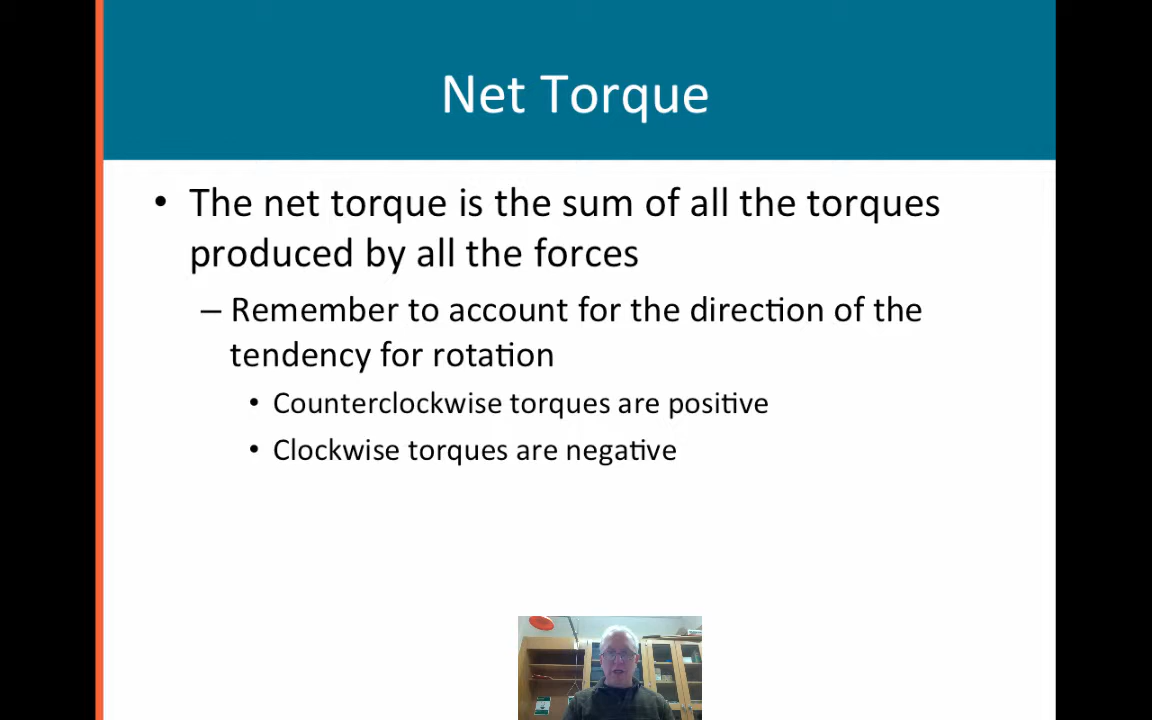 Net Torque
• The net torque is the sum of all the torques
produced by all the forces
– Remember to account for the direction of the
tendency for rotation
• Counterclockwise torques are positive
• Clockwise torques are negative